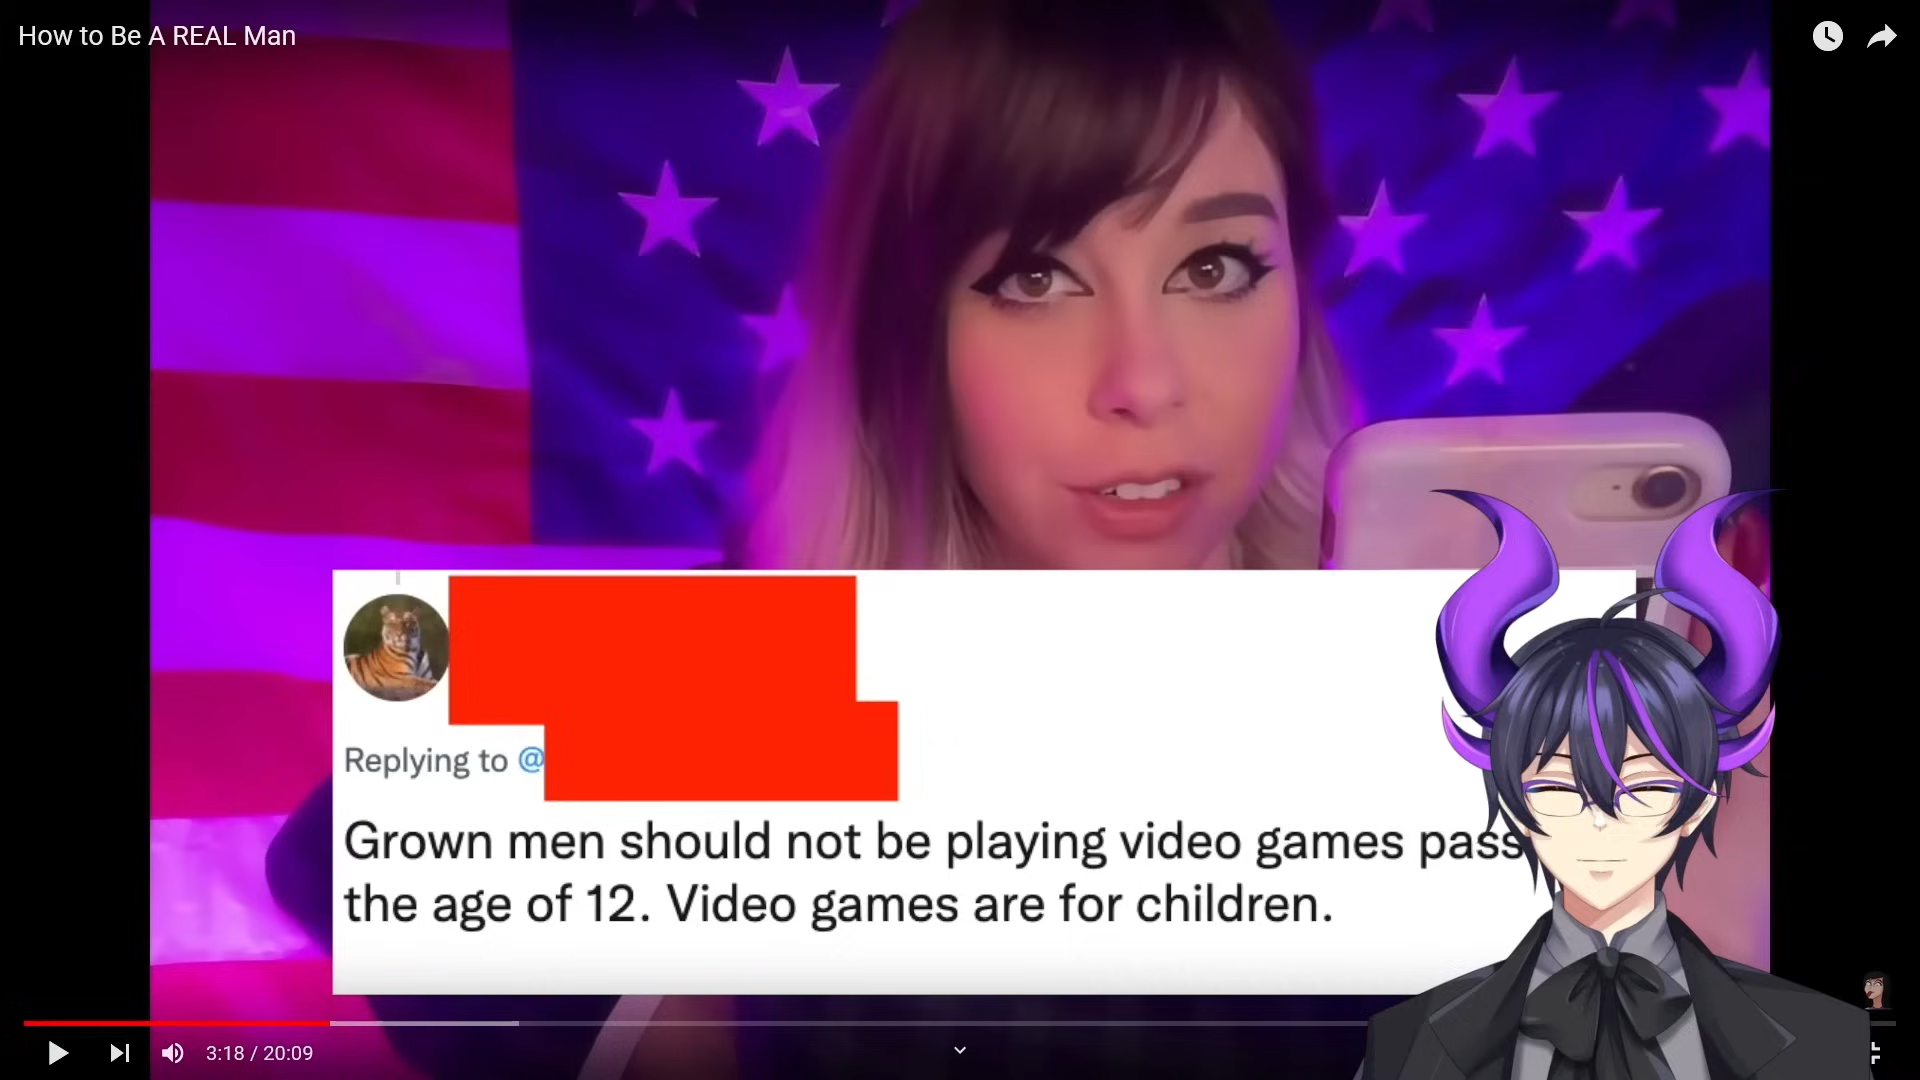 How to Be A REAL Man
Replying to @
Grown men should not be playing video games pass
the age of 12. Video games are for children.
3:18 / 20:09